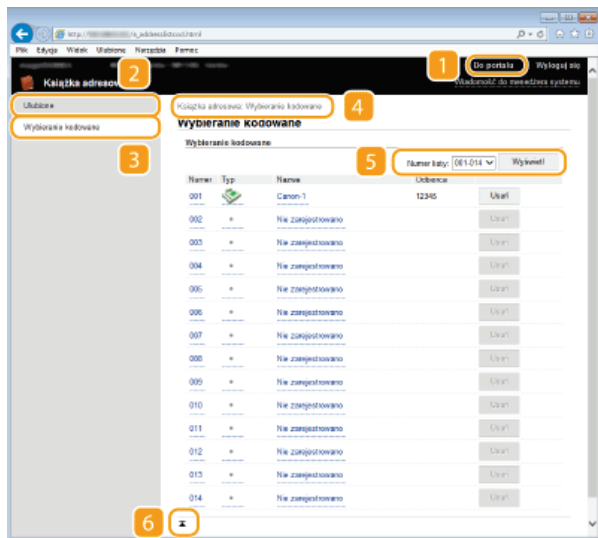 http://
/a_addresslistcod.html
Plik Edycja Widok Ulubione Narzędzia Pomoc
1
Do portalu Wyloguj się
2
Książka adresow
Wiadomość do menedżera systemu
Ulubione
Książka adresowa: Wybieranie kodowane
4
Wybieranie kodowane
Wybieranie kodowane
3
Wybieranie kodowane
5
Numer listy: 001-014 Wyświetl
Numer Typ Nazwa Odbiorca
001 Canon-1 12345 Usuń
002 Nie zarejestrowano Usuń
003 Nie zarejestrowano Usuń
004 Nie zarejestrowano Usuń
005 Nie zarejestrowano Usuń
006 Nie zarejestrowano Usuń
007 Nie zarejestrowano Usuń
008 Nie zarejestrowano Usuń
009 Nie zarejestrowano Usuń
010 Nie zarejestrowano Usuń
011 Nie zarejestrowano Usuń
012 Nie zarejestrowano Usuń
013 Nie zarejestrowano Usuń
014 Nie zarejestrowano Usuń
6